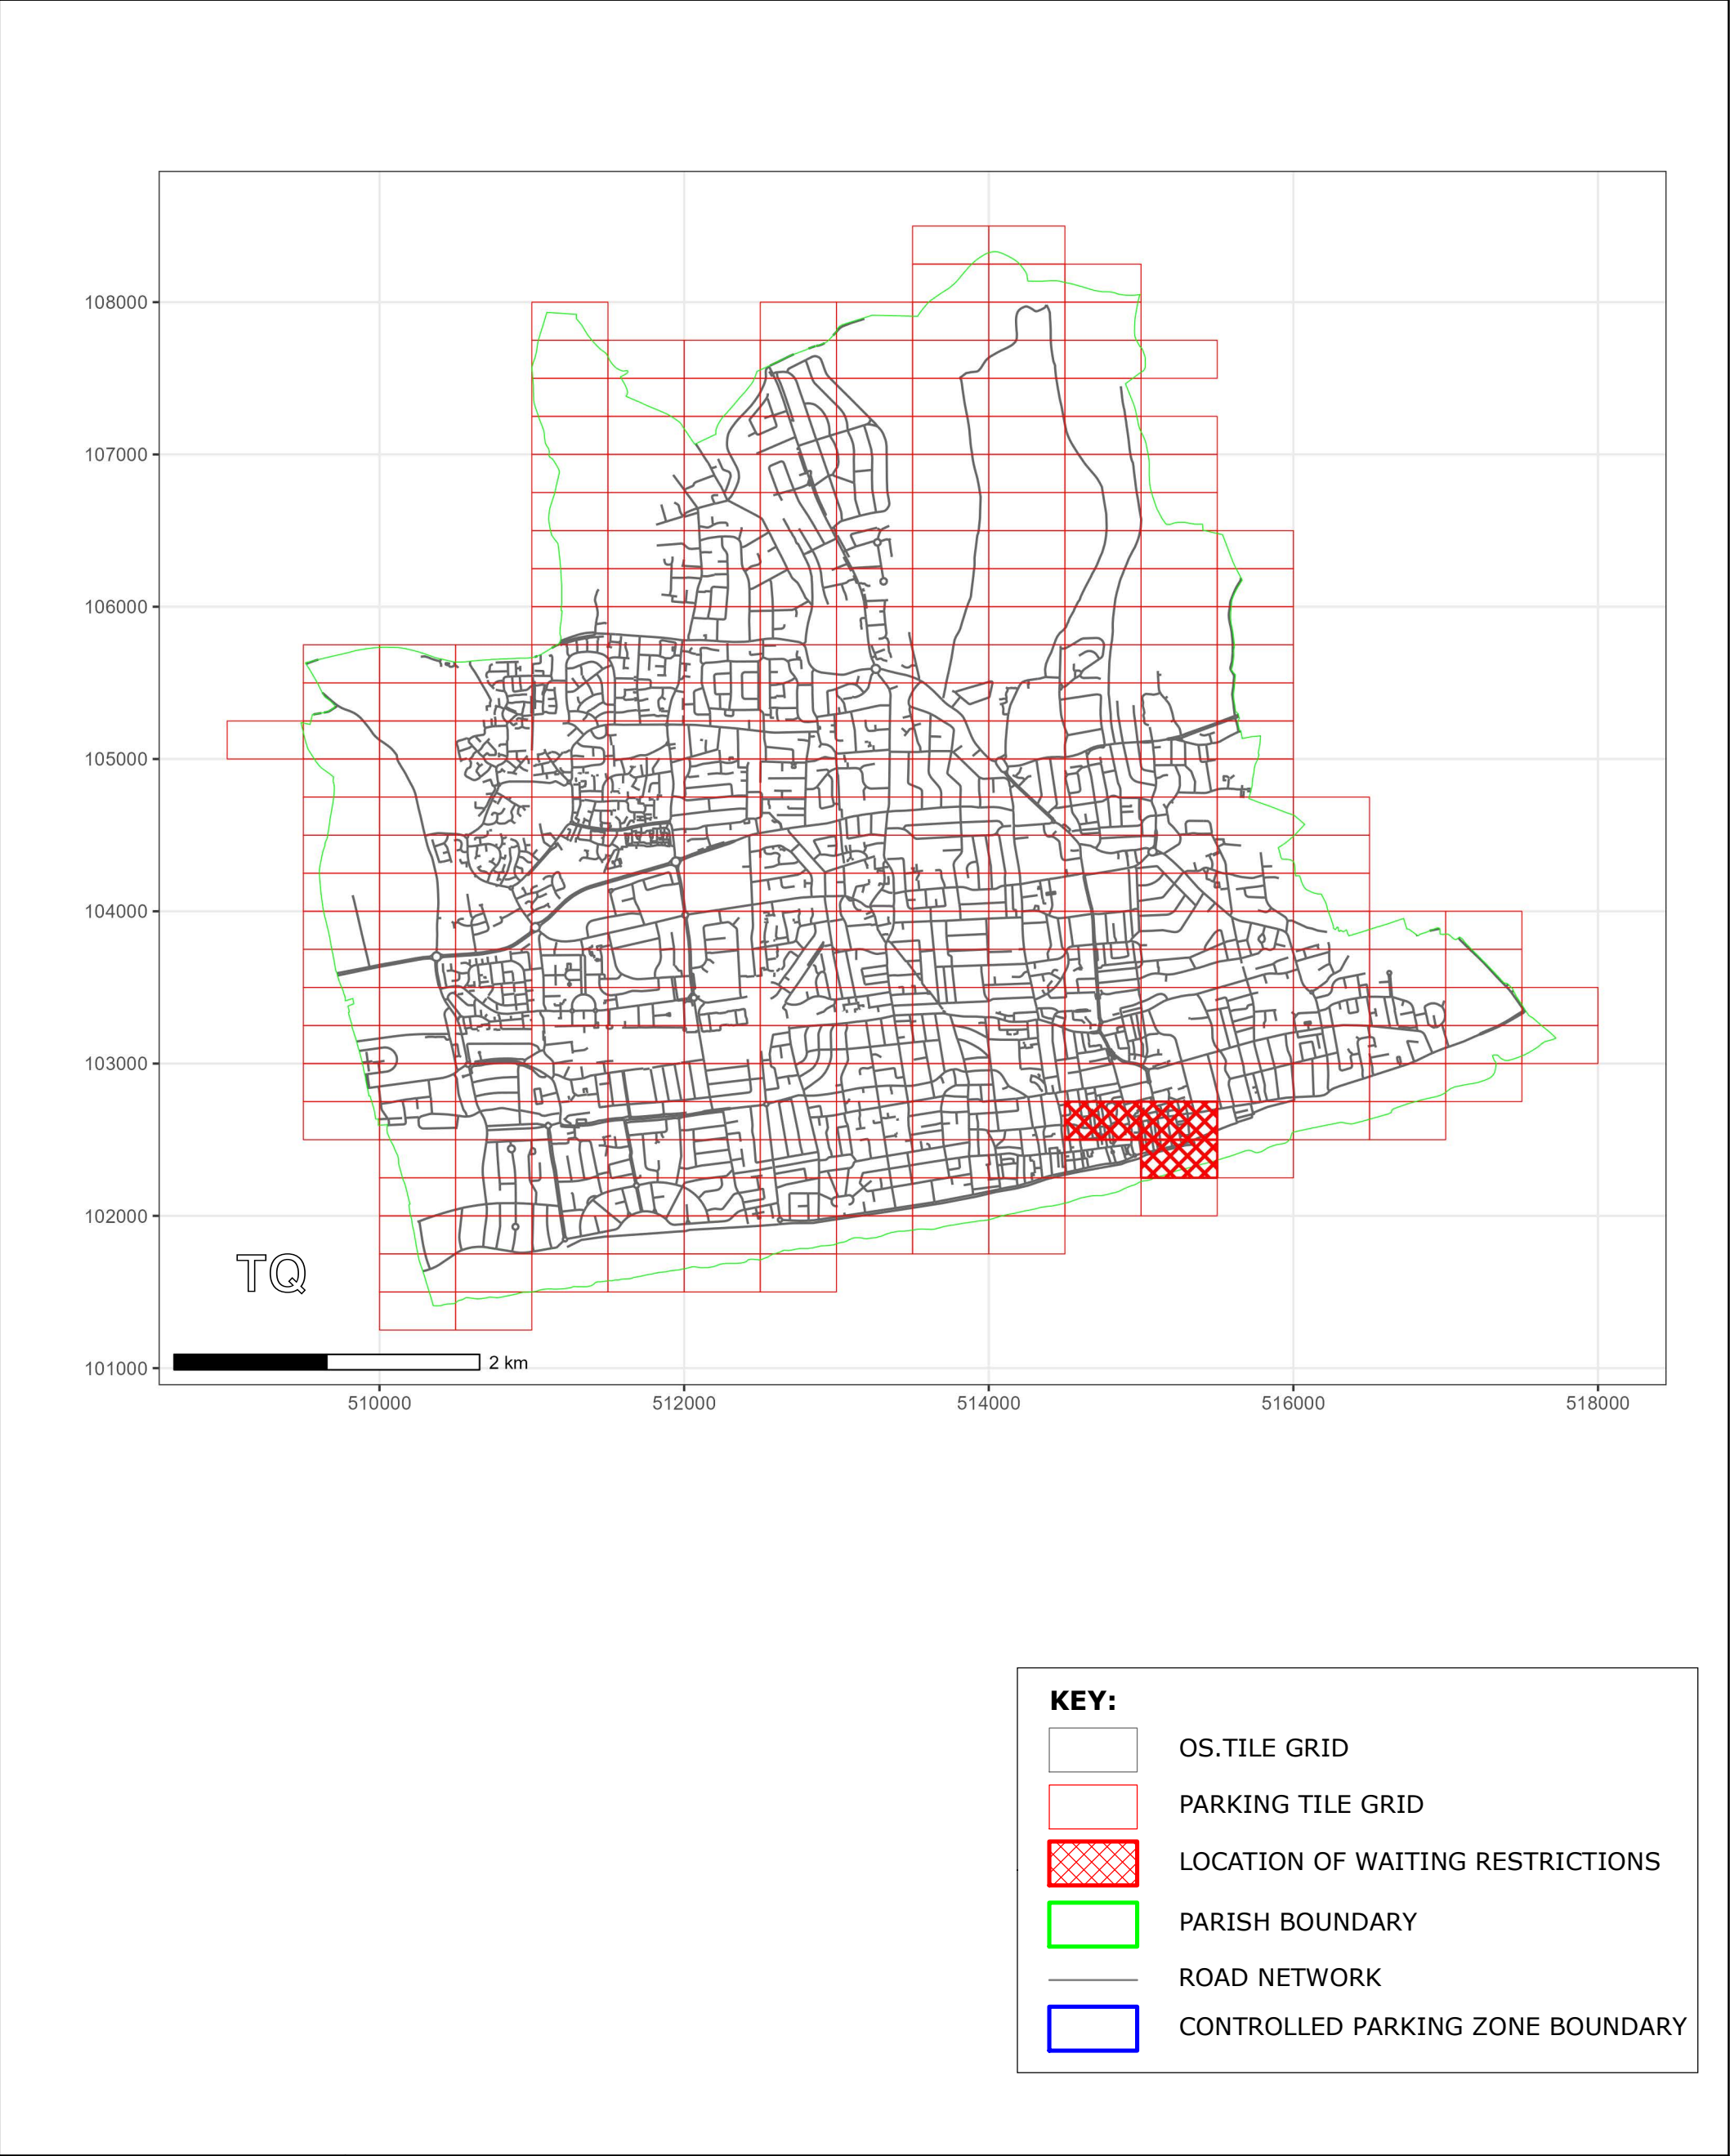 108000
107000
106000
105000
104000
103000
102000
101000
TQ
2 km
510000 512000 514000 516000 518000
KEY:
OS.TILE GRID
PARKING TILE GRID
LOCATION OF WAITING RESTRICTIONS
PARISH BOUNDARY
ROAD NETWORK
CONTROLLED PARKING ZONE BOUNDARY